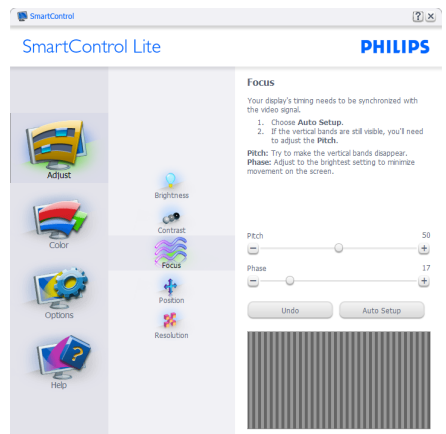 SmartControl
?
×
SmartControl Lite
PHILIPS
Adjust
Color
Options
Help
Brightness
Contrast
Focus
Position
Resolution
Focus
Your display's timing needs to be synchronized with
the video signal.
1. Choose Auto Setup.
2. If the vertical bands are still visible, you'll need
to adjust the Pitch.
Pitch: Try to make the vertical bands disappear.
Phase: Adjust to the brightest setting to minimize
movement on the screen.
Pitch 50
Phase 17
Undo Auto Setup